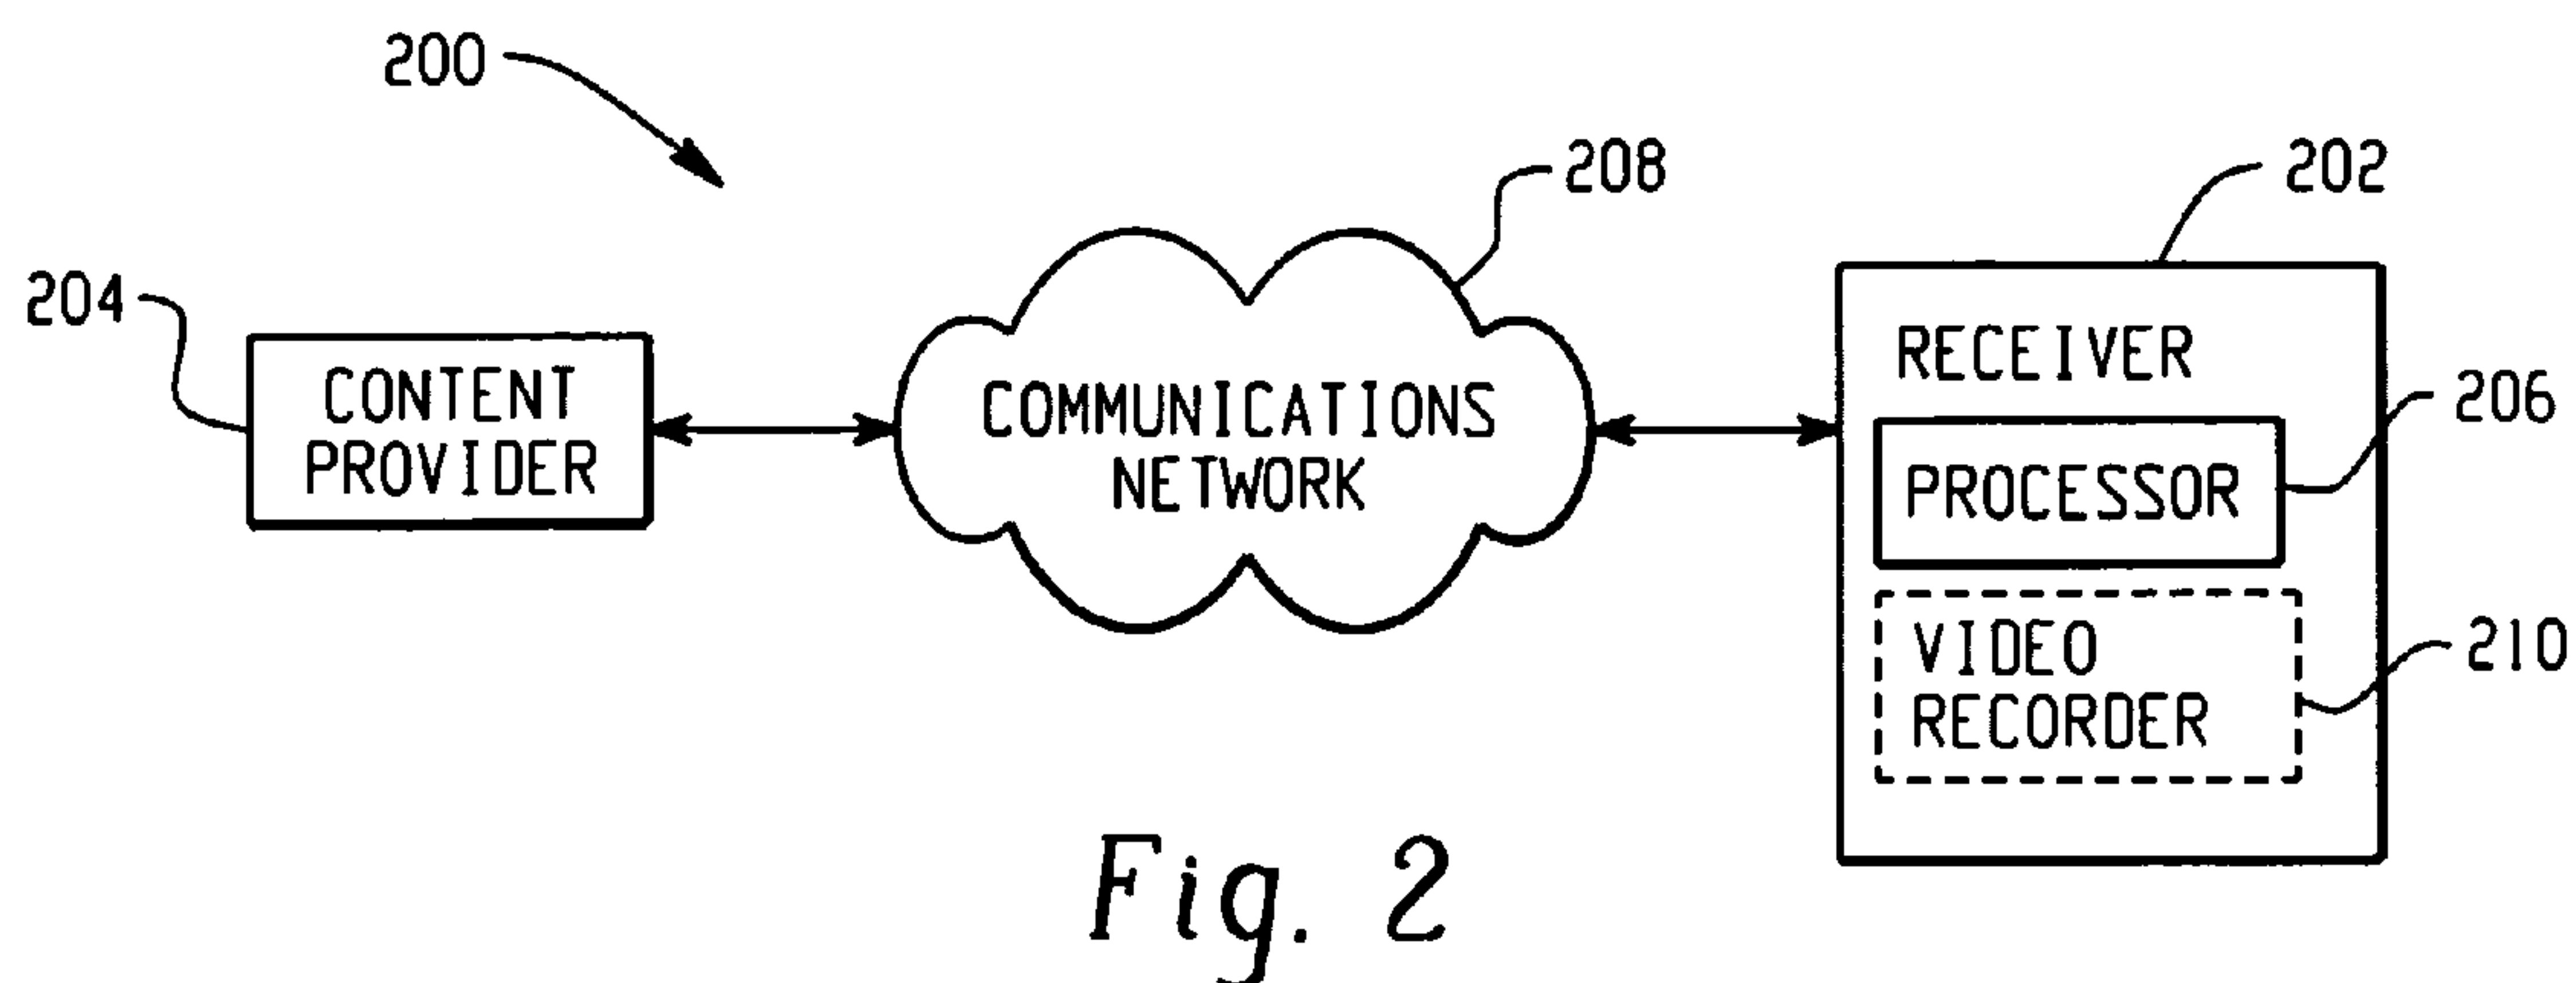 200
208
202
204
CONTENT
PROVIDER
COMMUNICATIONS
NETWORK
RECEIVER
206
PROCESSOR
VIDEO
RECORDER
210
Fig. 2